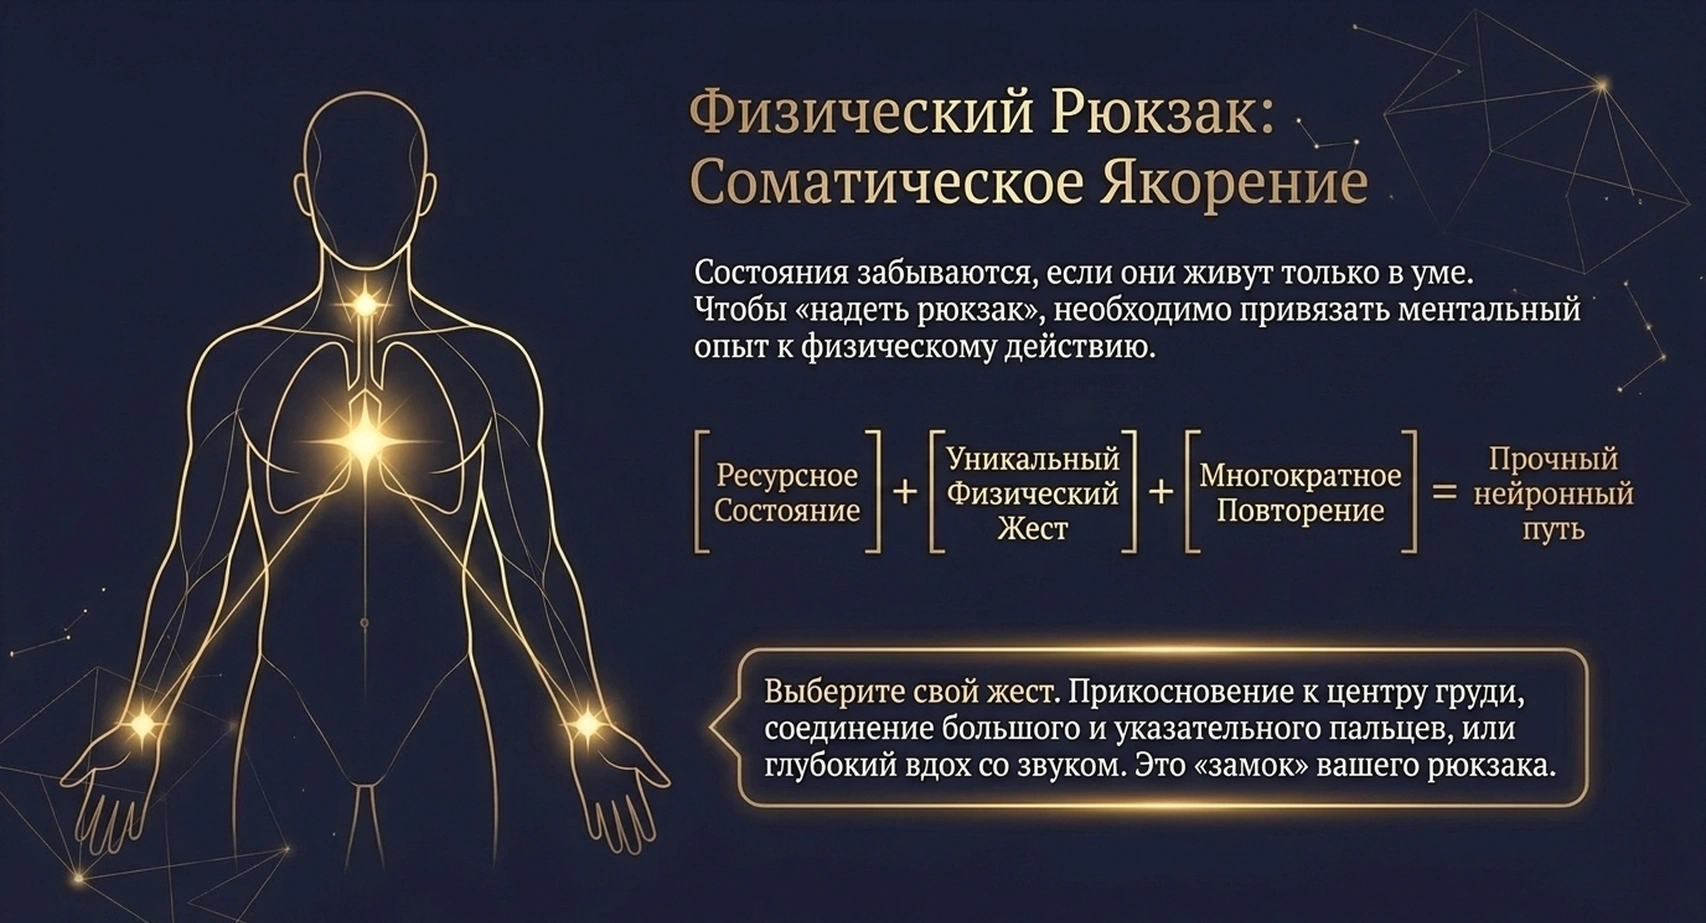 Физический Рюкзак:
Соматическое Якорение
Состояния забываются, если они живут только в уме.
Чтобы «надеть рюкзак», необходимо привязать ментальный
опыт к физическому действию.
[Ресурсное Состояние] + [Уникальный Физический Жест] + [Многократное Повторение] = Прочный нейронный путь
Выберите свой жест. Прикосновение к центру груди,
соединение большого и указательного пальцев, или
глубокий вдох со звуком. Это «замок» вашего рюкзака.